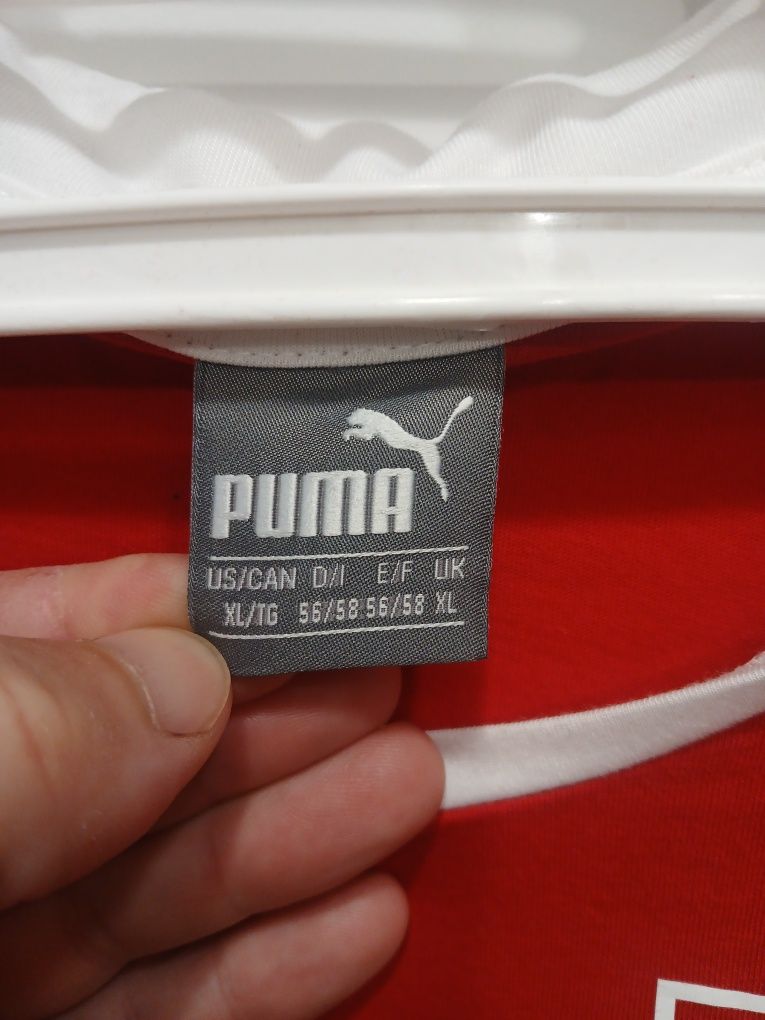 PUMA
US/CAN D/I E/F UK
XL/TG 56/58 56/58 XL